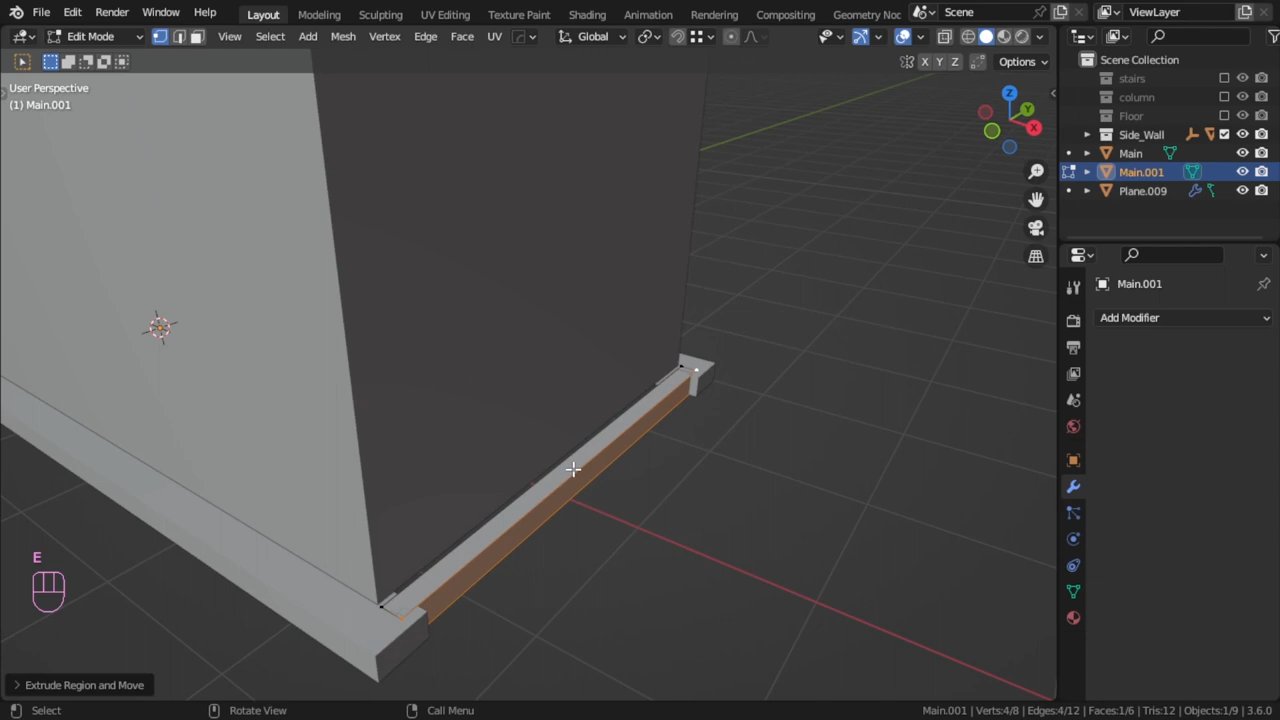 File Edit Render Window Help Layout Modeling Sculpting UV Editing Texture Paint Shading Animation Rendering Compositing Geometry Noc Scene ViewLayer
Edit Mode View Select Add Mesh Vertex Edge Face UV Global
X Y Z Options
User Perspective
(1) Main.001
Z
Y
X
Scene Collection
stairs
column
Floor
Side_Wall
Main
Main.001
Plane.009
Main.001
Add Modifier
E
Extrude Region and Move
Select Rotate View Call Menu Main.001 | Verts:4/8 | Edges:4/12 | Faces:1/6 | Tris:12 | Objects:1/9 | 3.6.0